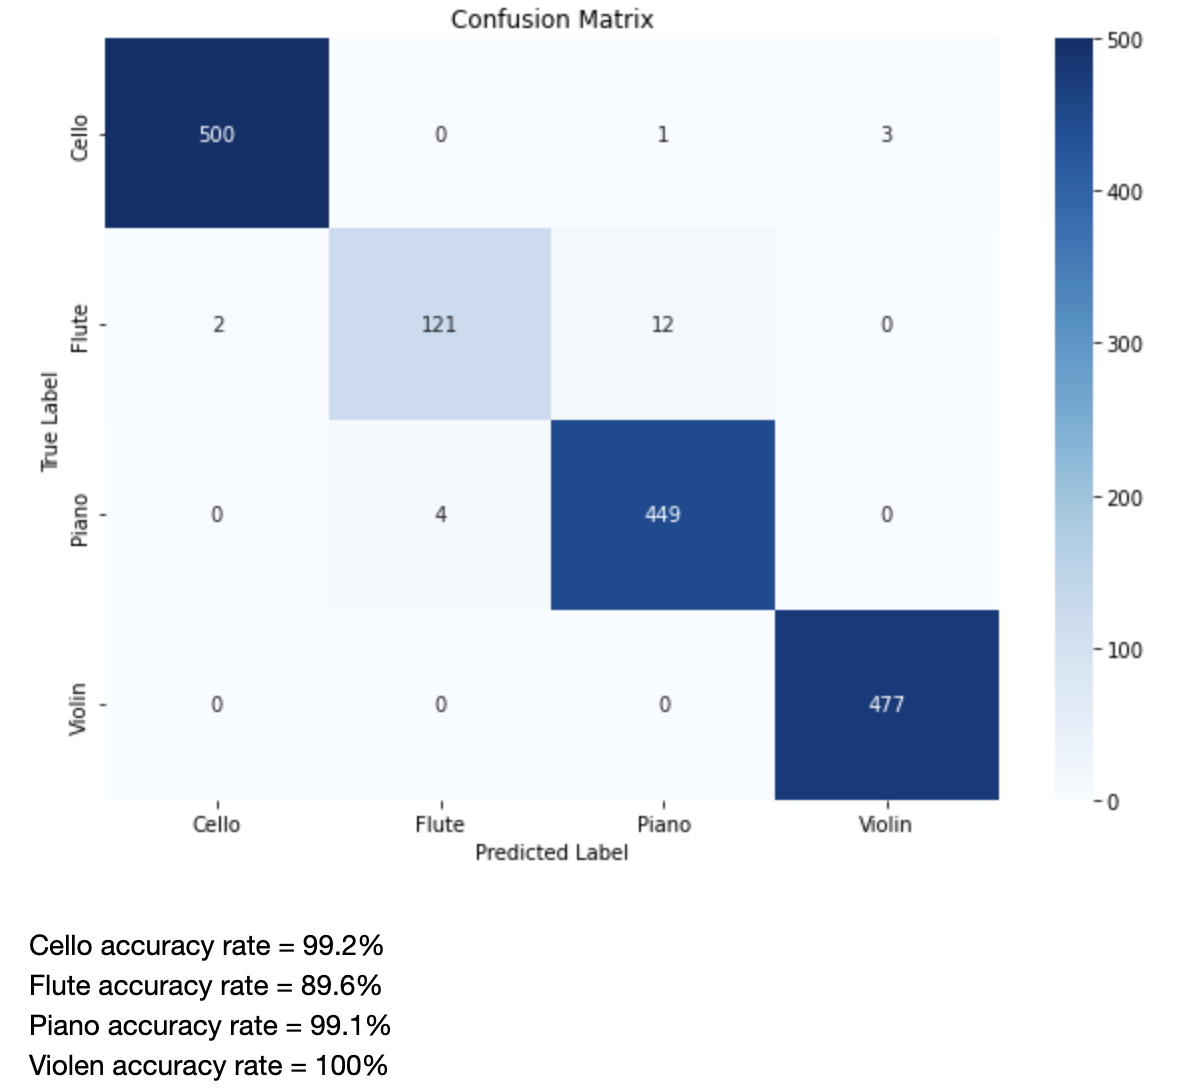 Confusion Matrix
Cello 500 0 1 3
Flute 2 121 12 0
Piano 0 4 449 0
Violin 0 0 0 477
True Label
Cello Flute Piano Violin
Predicted Label
500
400
300
200
100
0
Cello accuracy rate = 99.2%
Flute accuracy rate = 89.6%
Piano accuracy rate = 99.1%
Violen accuracy rate = 100%